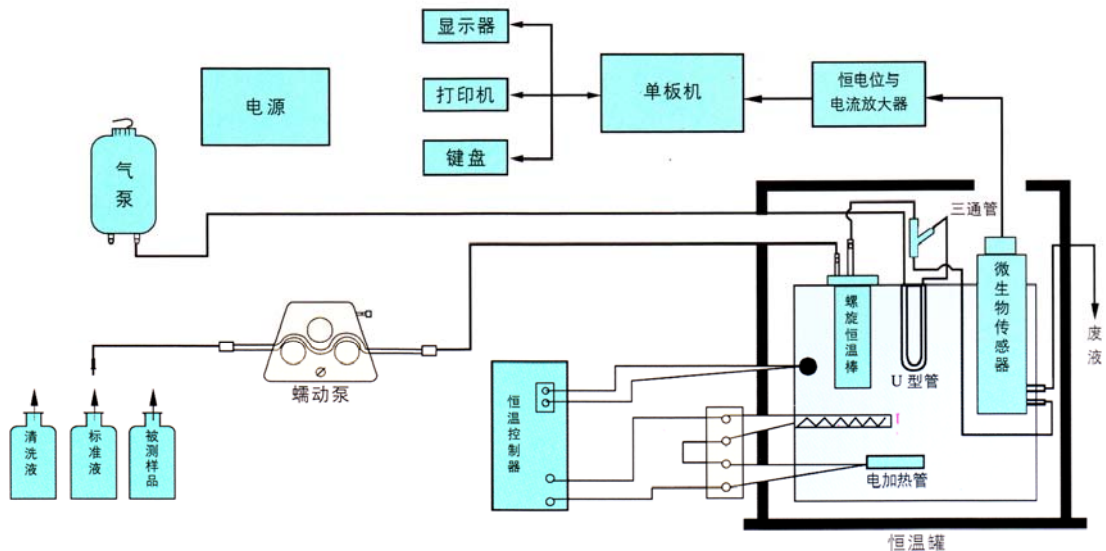 显示器
打印机
键盘
电源
单板机
恒电位与
电流放大器
气泵
三通管
微生物传感器
废液
螺旋恒温棒
U型管
蠕动泵
恒温控制器
清洗液
标准液
被测样品
电加热管
恒温罐